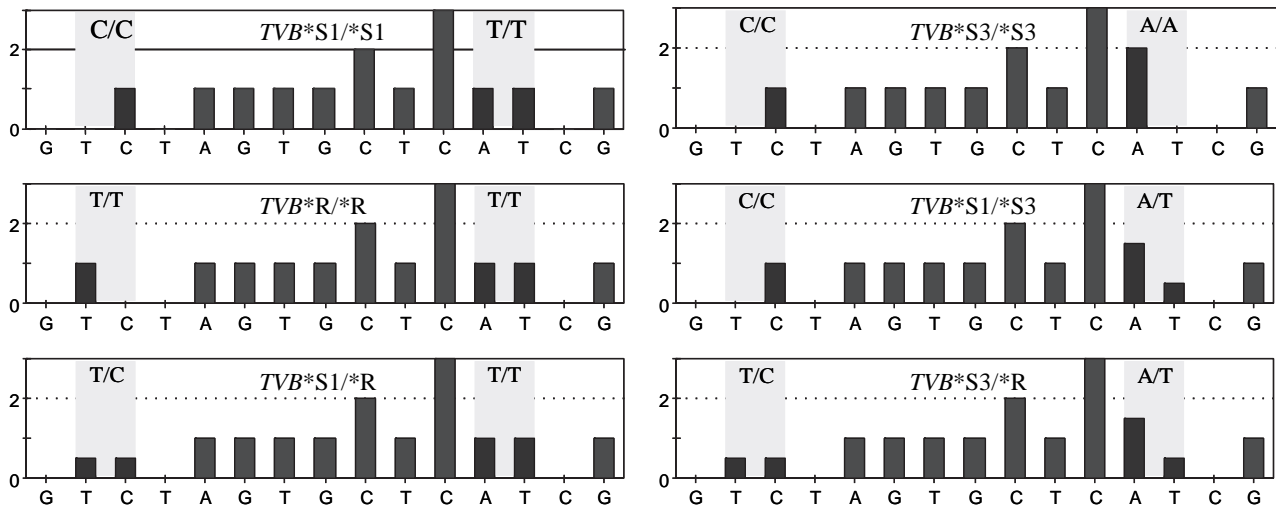 C/C TVB*S1/*S1 T/T
2
0
G T C T A G T G C T C A T C G
C/C TVB*S3/*S3 A/A
2
0
G T C T A G T G C T C A T C G
T/T TVB*R/*R T/T
2
0
G T C T A G T G C T C A T C G
C/C TVB*S1/*S3 A/T
2
0
G T C T A G T G C T C A T C G
T/C TVB*S1/*R T/T
2
0
G T C T A G T G C T C A T C G
T/C TVB*S3/*R A/T
2
0
G T C T A G T G C T C A T C G